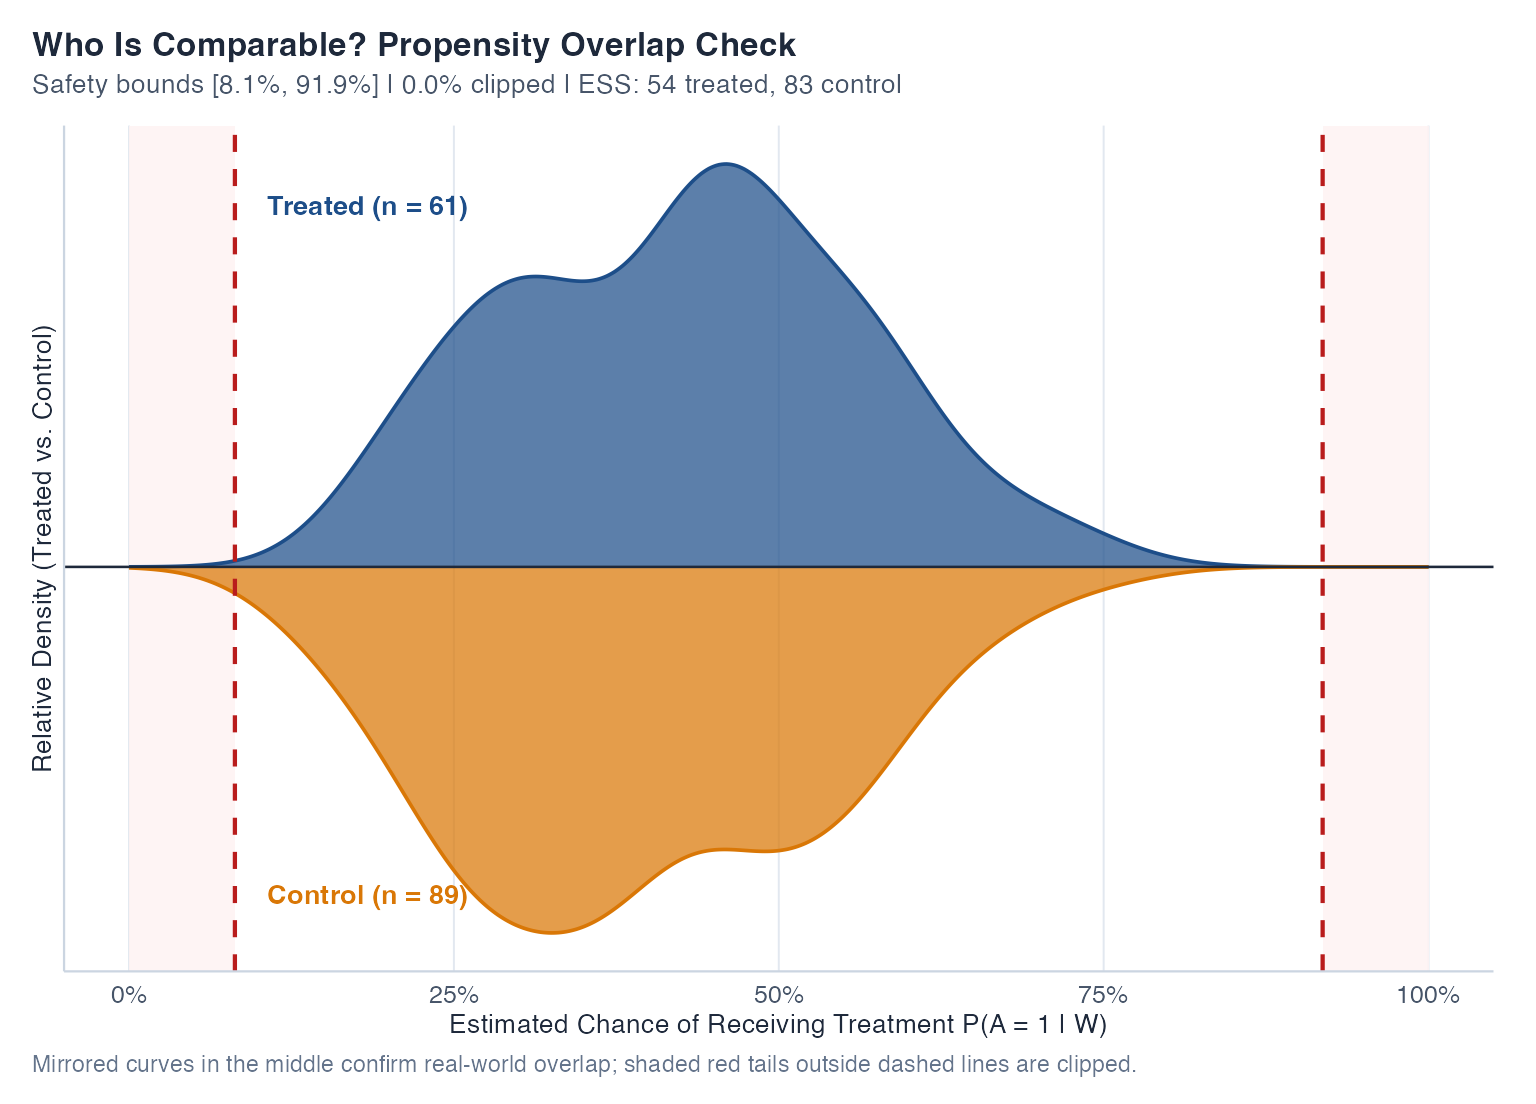 Who Is Comparable? Propensity Overlap Check
Safety bounds [8.1%, 91.9%] | 0.0% clipped | ESS: 54 treated, 83 control
Relative Density (Treated vs. Control)
Treated (n = 61)
Control (n = 89)
0% 25% 50% 75% 100%
Estimated Chance of Receiving Treatment P(A = 1 | W)
Mirrored curves in the middle confirm real-world overlap; shaded red tails outside dashed lines are clipped.